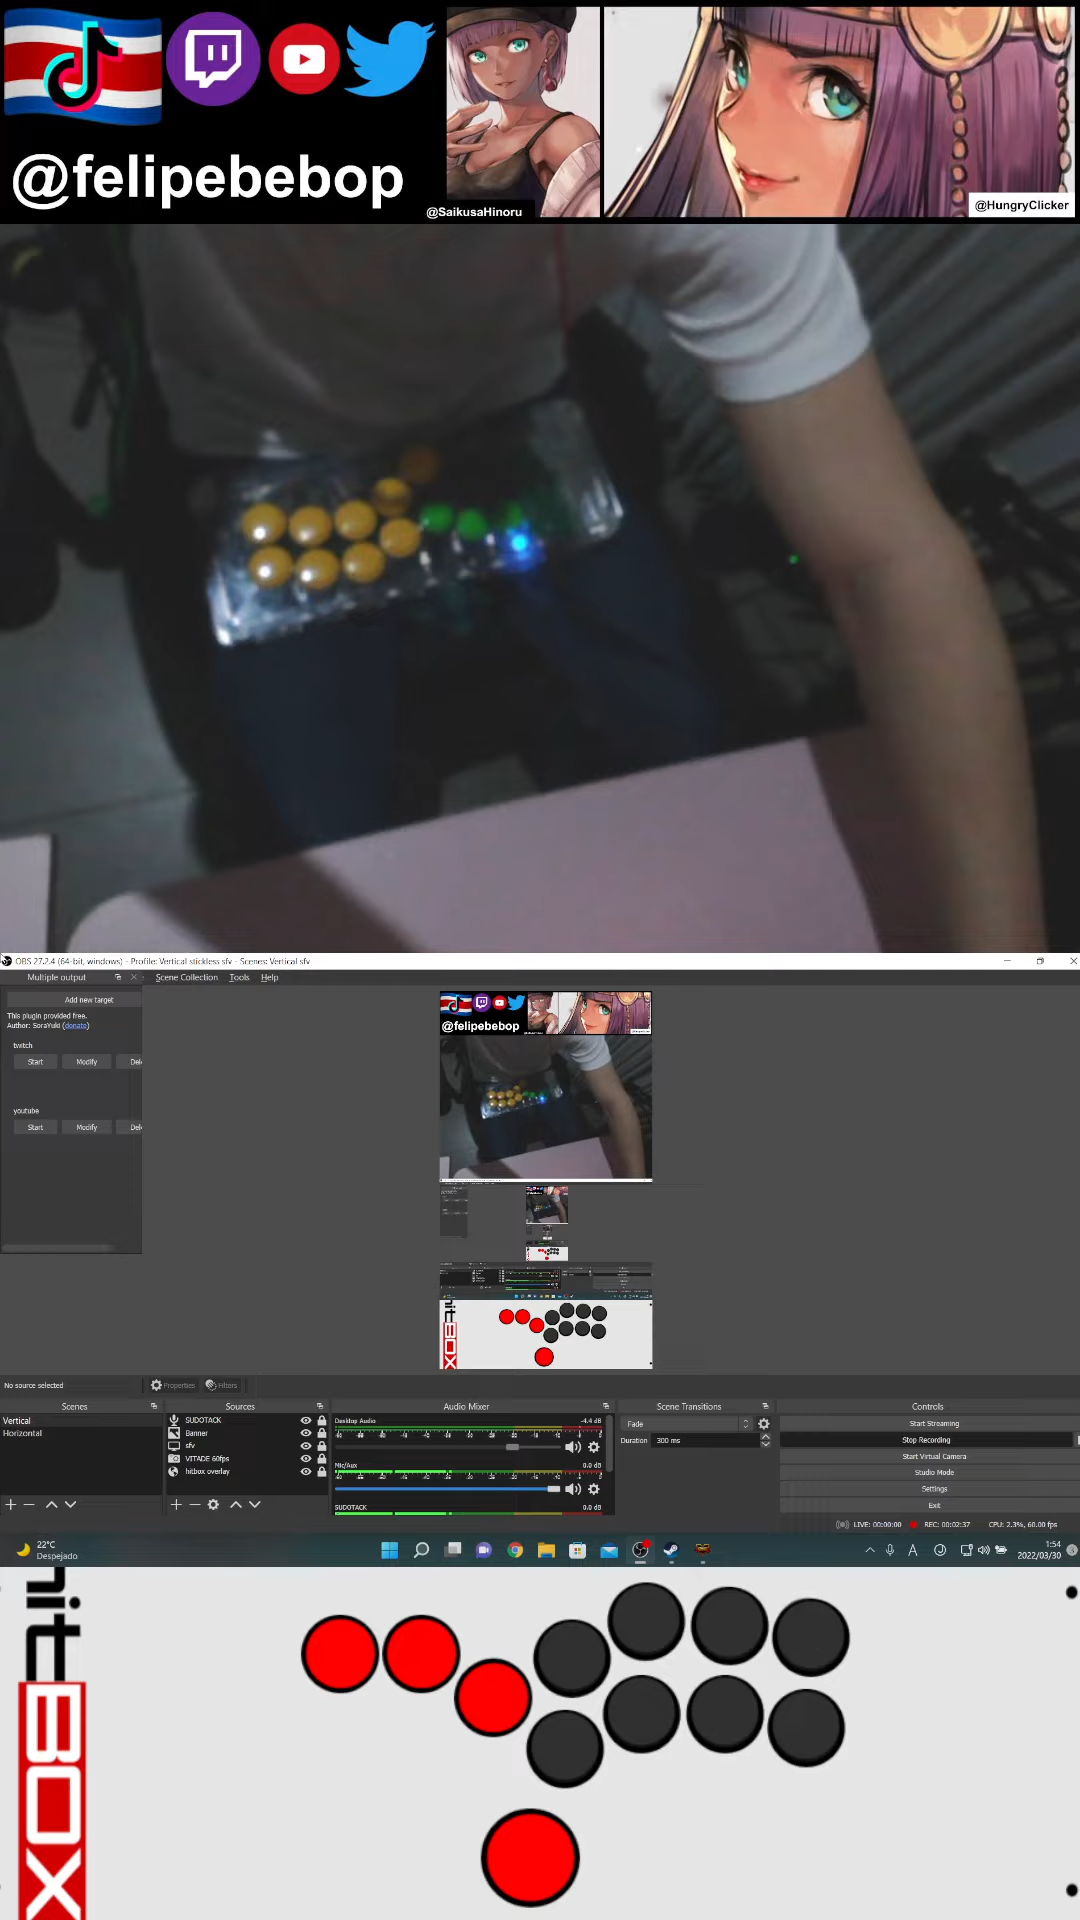 @felipebebop
@SaikusaHinoru
@HungryClicker
OBS 27.2.4 (64-bit, windows) - Profile: Vertical stickless sfv - Scenes: Vertical sfv
Multiple output
Scene Collection
Tools
Help
Add new target
This plugin provided free.
Author: SoraYuki (donate)
twitch
Start
Modify
Del
youtube
Start
Modify
Del
@felipebebop
hitBOX
No source selected
Properties
Filters
Scenes
Sources
Audio Mixer
Scene Transitions
Controls
Vertical
Horizontal
SUDOTACK
Banner
sfv
VITADE 60fps
hitbox overlay
Desktop Audio
-4.4 dB
Mic/Aux
0.0 dB
SUDOTACK
0.0 dB
Fade
Duration
300 ms
Start Streaming
Stop Recording
Start Virtual Camera
Studio Mode
Settings
Exit
LIVE: 00:00:00
REC: 00:02:37
CPU: 2.3%, 60.00 fps
22°C
Despejado
A
1:54
2022/03/30
hitBOX